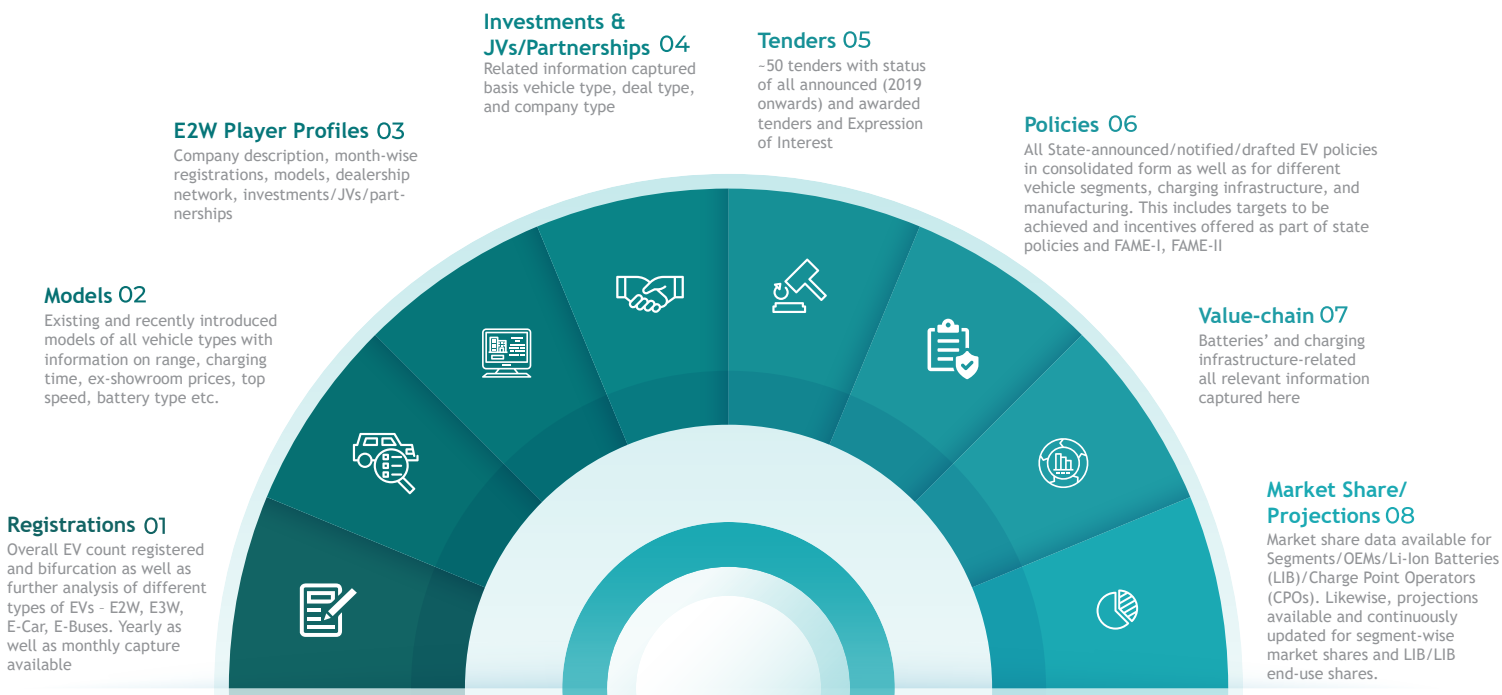 Registrations 01
Overall EV count registered
and bifurcation as well as
further analysis of different
types of EVs - E2W, E3W,
E-Car, E-Buses. Yearly as
well as monthly capture
available
Models 02
Existing and recently introduced
models of all vehicle types with
information on range, charging
time, ex-showroom prices, top
speed, battery type etc.
E2W Player Profiles 03
Company description, month-wise
registrations, models, dealership
network, investments/JVs/part-
nerships
Investments &
JVs/Partnerships 04
Related information captured
basis vehicle type, deal type,
and company type
Tenders 05
~50 tenders with status
of all announced (2019
onwards) and awarded
tenders and Expression
of Interest
Policies 06
All State-announced/notified/drafted EV policies
in consolidated form as well as for different
vehicle segments, charging infrastructure, and
manufacturing. This includes targets to be
achieved and incentives offered as part of state
policies and FAME-I, FAME-II
Value-chain 07
Batteries’ and charging
infrastructure-related
all relevant information
captured here
Market Share/
Projections 08
Market share data available for
Segments/OEMs/Li-Ion Batteries
(LIB)/Charge Point Operators
(CPOs). Likewise, projections
available and continuously
updated for segment-wise
market shares and LIB/LIB
end-use shares.